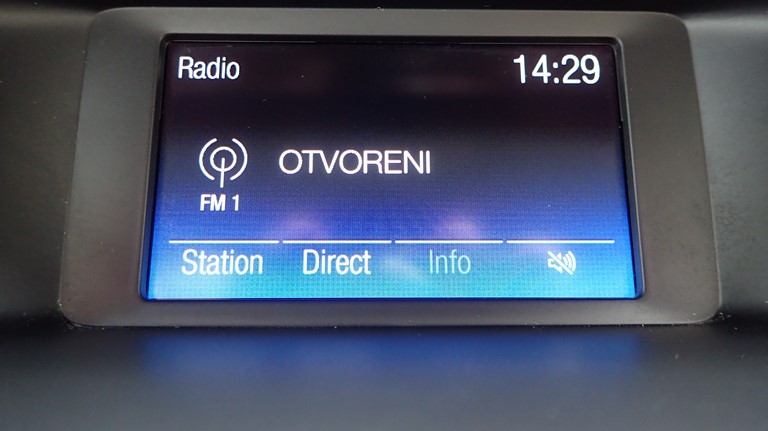 Radio 14:29
OTVORENI
FM 1
Station Direct Info